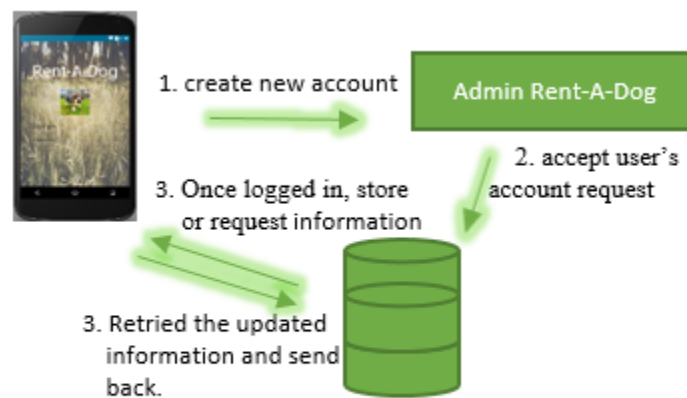 Rent-A-Dog
1. create new account
Admin Rent-A-Dog
2. accept user's
account request
3. Once logged in, store
or request information
3. Retried the updated
information and send
back.